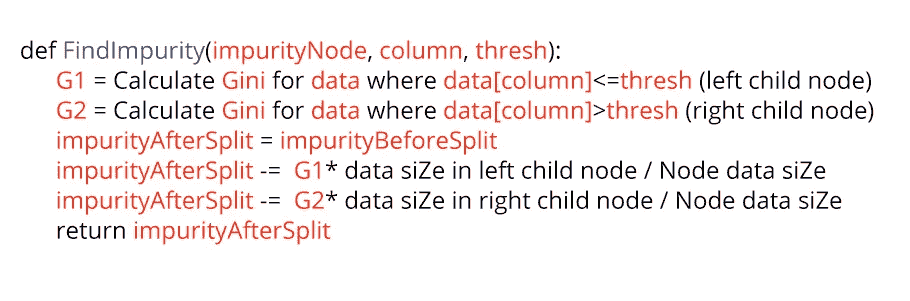 def FindImpurity(impurityNode, column, thresh):
G1 = Calculate Gini for data where data[column]<=thresh (left child node)
G2 = Calculate Gini for data where data[column]>thresh (right child node)
impurityAfterSplit = impurityBeforeSplit
impurityAfterSplit -= G1* data siZe in left child node / Node data siZe
impurityAfterSplit -= G2* data siZe in right child node / Node data siZe
return impurityAfterSplit